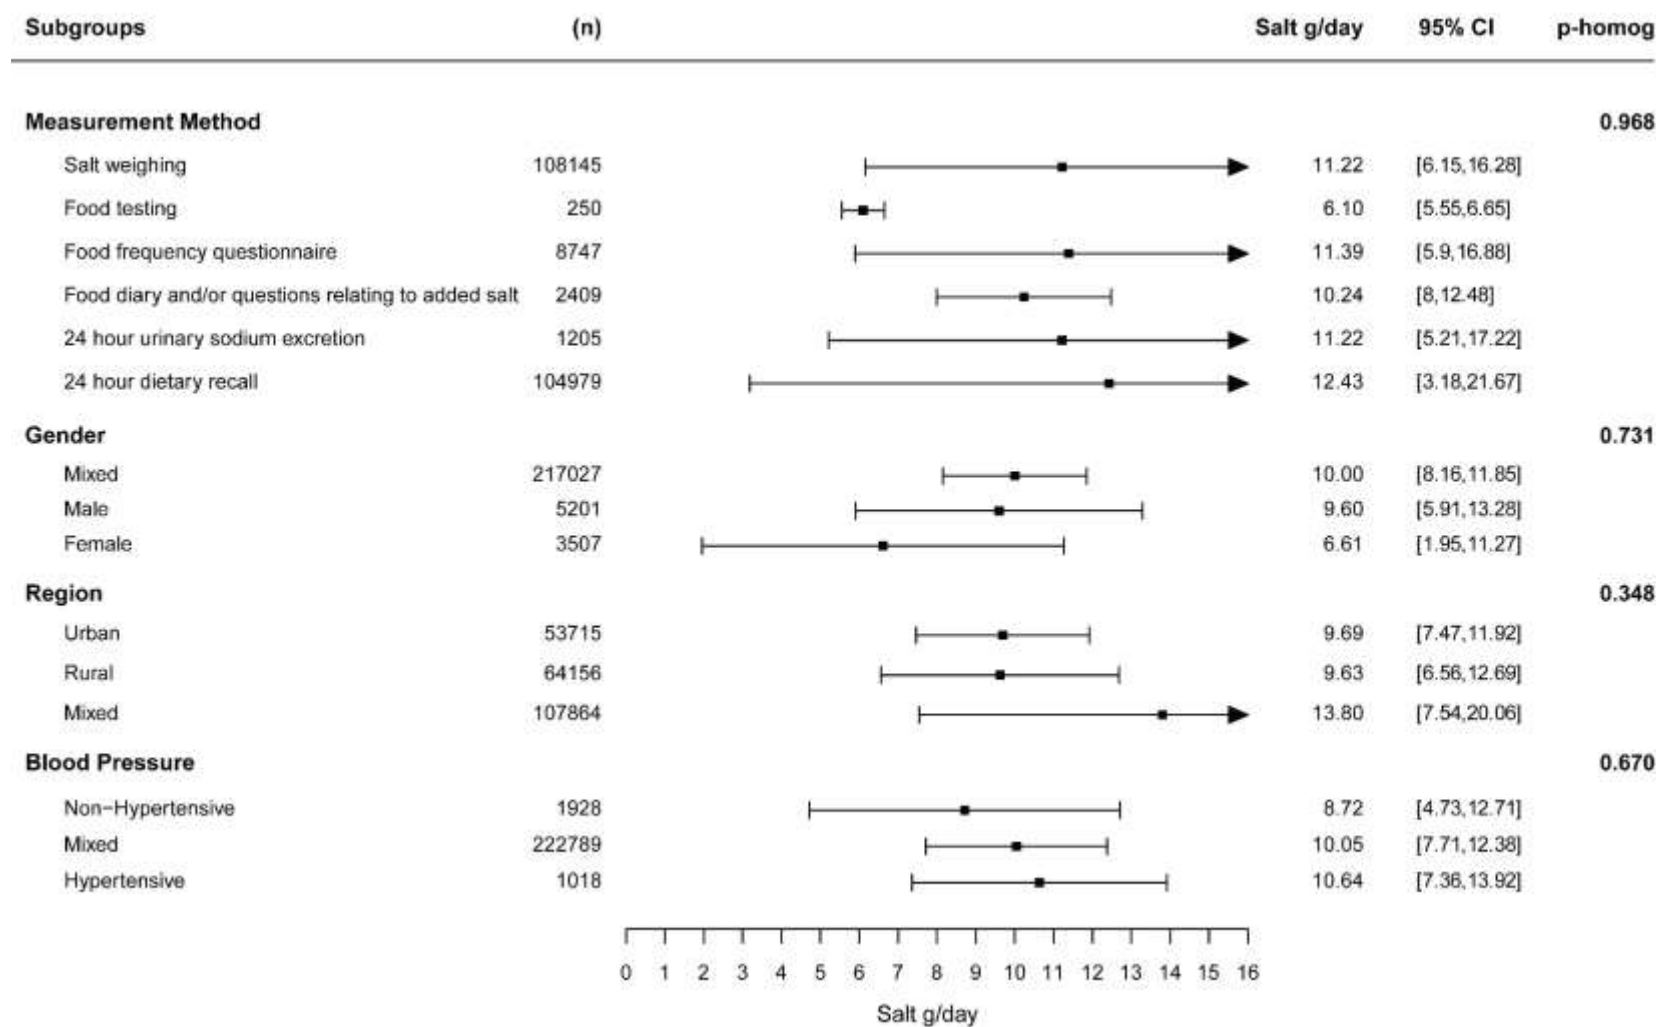 Subgroups (n) Salt g/day 95% CI p-homog
Measurement Method 0.968
Salt weighing 108145 11.22 [6.15,16.28]
Food testing 250 6.10 [5.55,6.65]
Food frequency questionnaire 8747 11.39 [5.9,16.88]
Food diary and/or questions relating to added salt 2409 10.24 [8,12.48]
24 hour urinary sodium excretion 1205 11.22 [5.21,17.22]
24 hour dietary recall 104979 12.43 [3.18,21.67]
Gender 0.731
Mixed 217027 10.00 [8.16,11.85]
Male 5201 9.60 [5.91,13.28]
Female 3507 6.61 [1.95,11.27]
Region 0.348
Urban 53715 9.69 [7.47,11.92]
Rural 64156 9.63 [6.56,12.69]
Mixed 107864 13.80 [7.54,20.06]
Blood Pressure 0.670
Non−Hypertensive 1928 8.72 [4.73,12.71]
Mixed 222789 10.05 [7.71,12.38]
Hypertensive 1018 10.64 [7.36,13.92]
0 1 2 3 4 5 6 7 8 9 10 11 12 13 14 15 16
Salt g/day